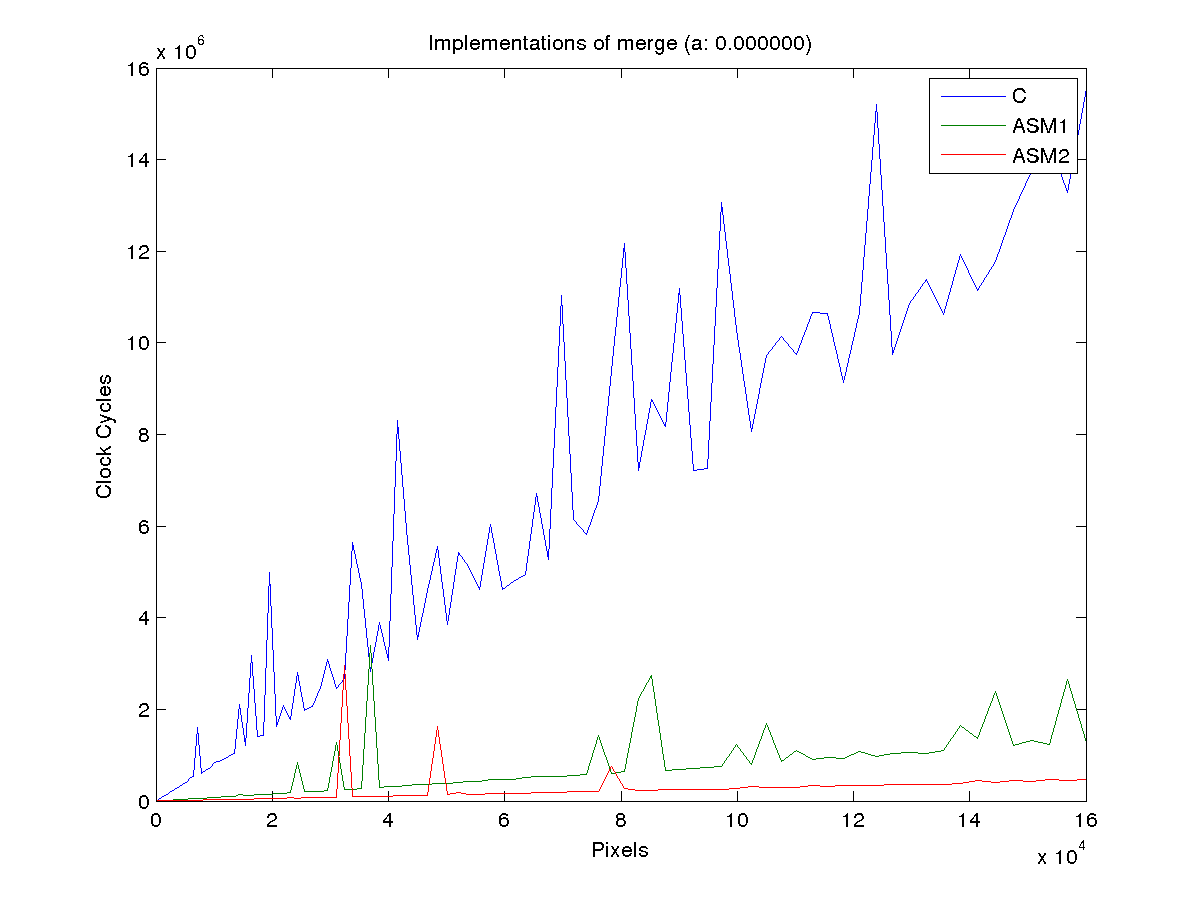 Implementations of merge (a: 0.000000)
x 10^6
16
14
12
10
8
6
4
2
0
Clock Cycles
C
ASM1
ASM2
0 2 4 6 8 10 12 14 16
Pixels
x 10^4